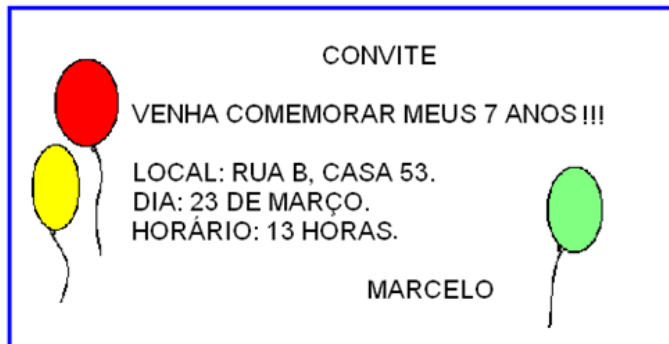 CONVITE
VENHA COMEMORAR MEUS 7 ANOS !!!
LOCAL: RUA B, CASA 53.
DIA: 23 DE MARÇO.
HORÁRIO: 13 HORAS.
MARCELO